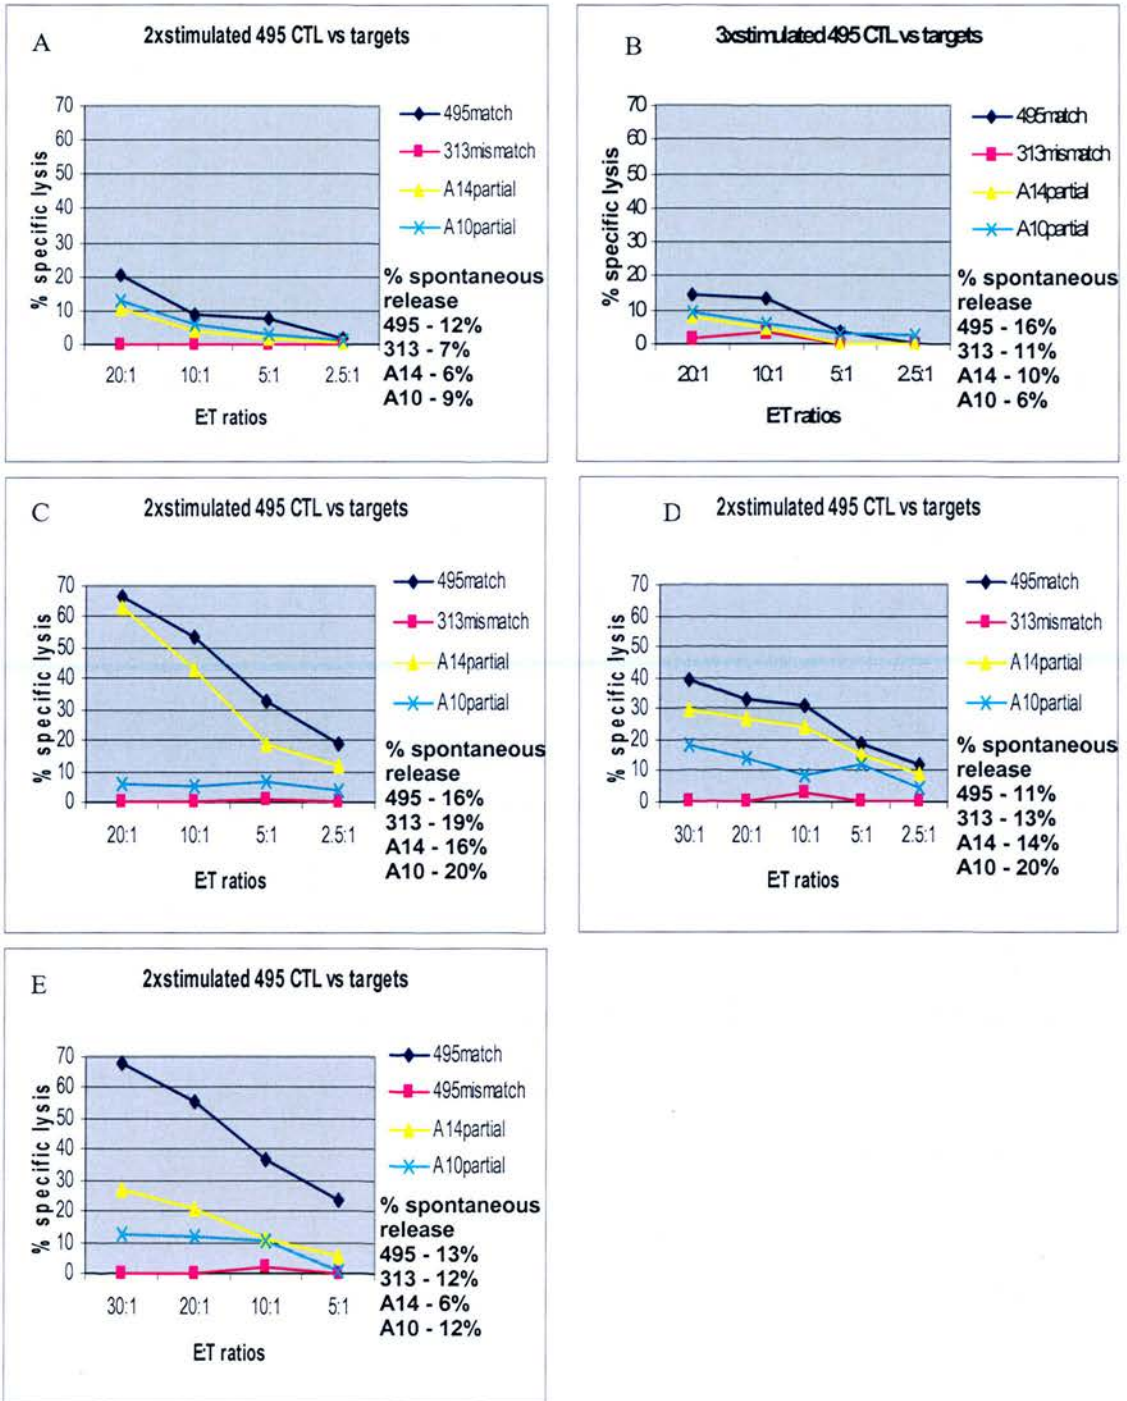 A
2xstimulated 495 CTL vs targets
% specific lysis
70
60
50
40
30
20
10
0
20:1
10:1
5:1
2.5:1
E:T ratios
495match
313mismatch
A14partial
A10partial
% spontaneous
release
495 - 12%
313 - 7%
A14 - 6%
A10 - 9%
B
3xstimulated 495 CTL vs targets
% specific lysis
70
60
50
40
30
20
10
0
20:1
10:1
5:1
2.5:1
E:T ratios
495match
313mismatch
A14partial
A10partial
% spontaneous
release
495 - 16%
313 - 11%
A14 - 10%
A10 - 6%
C
2xstimulated 495 CTL vs targets
% specific lysis
70
60
50
40
30
20
10
0
20:1
10:1
5:1
2.5:1
E:T ratios
495match
313mismatch
A14partial
A10partial
% spontaneous
release
495 - 16%
313 - 19%
A14 - 16%
A10 - 20%
D
2xstimulated 495 CTL vs targets
% specific lysis
70
60
50
40
30
20
10
0
30:1
20:1
10:1
5:1
2.5:1
E:T ratios
495match
313mismatch
A14partial
A10partial
% spontaneous
release
495 - 11%
313 - 13%
A14 - 14%
A10 - 20%
E
2xstimulated 495 CTL vs targets
% specific lysis
70
60
50
40
30
20
10
0
30:1
20:1
10:1
5:1
E:T ratios
495match
495mismatch
A14partial
A10partial
% spontaneous
release
495 - 13%
313 - 12%
A14 - 6%
A10 - 12%